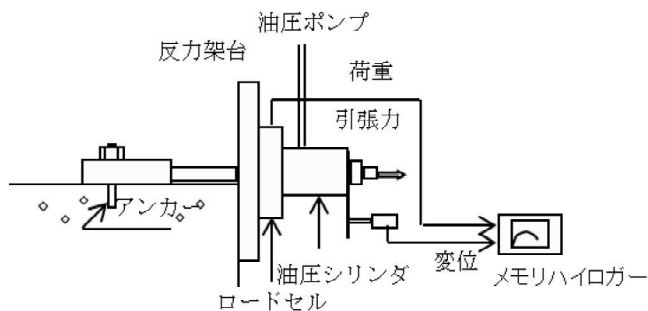 油圧ポンプ
反力架台
荷重
引張力
アンカー
油圧シリンダ
変位
メモリハイロガー
ロードセル